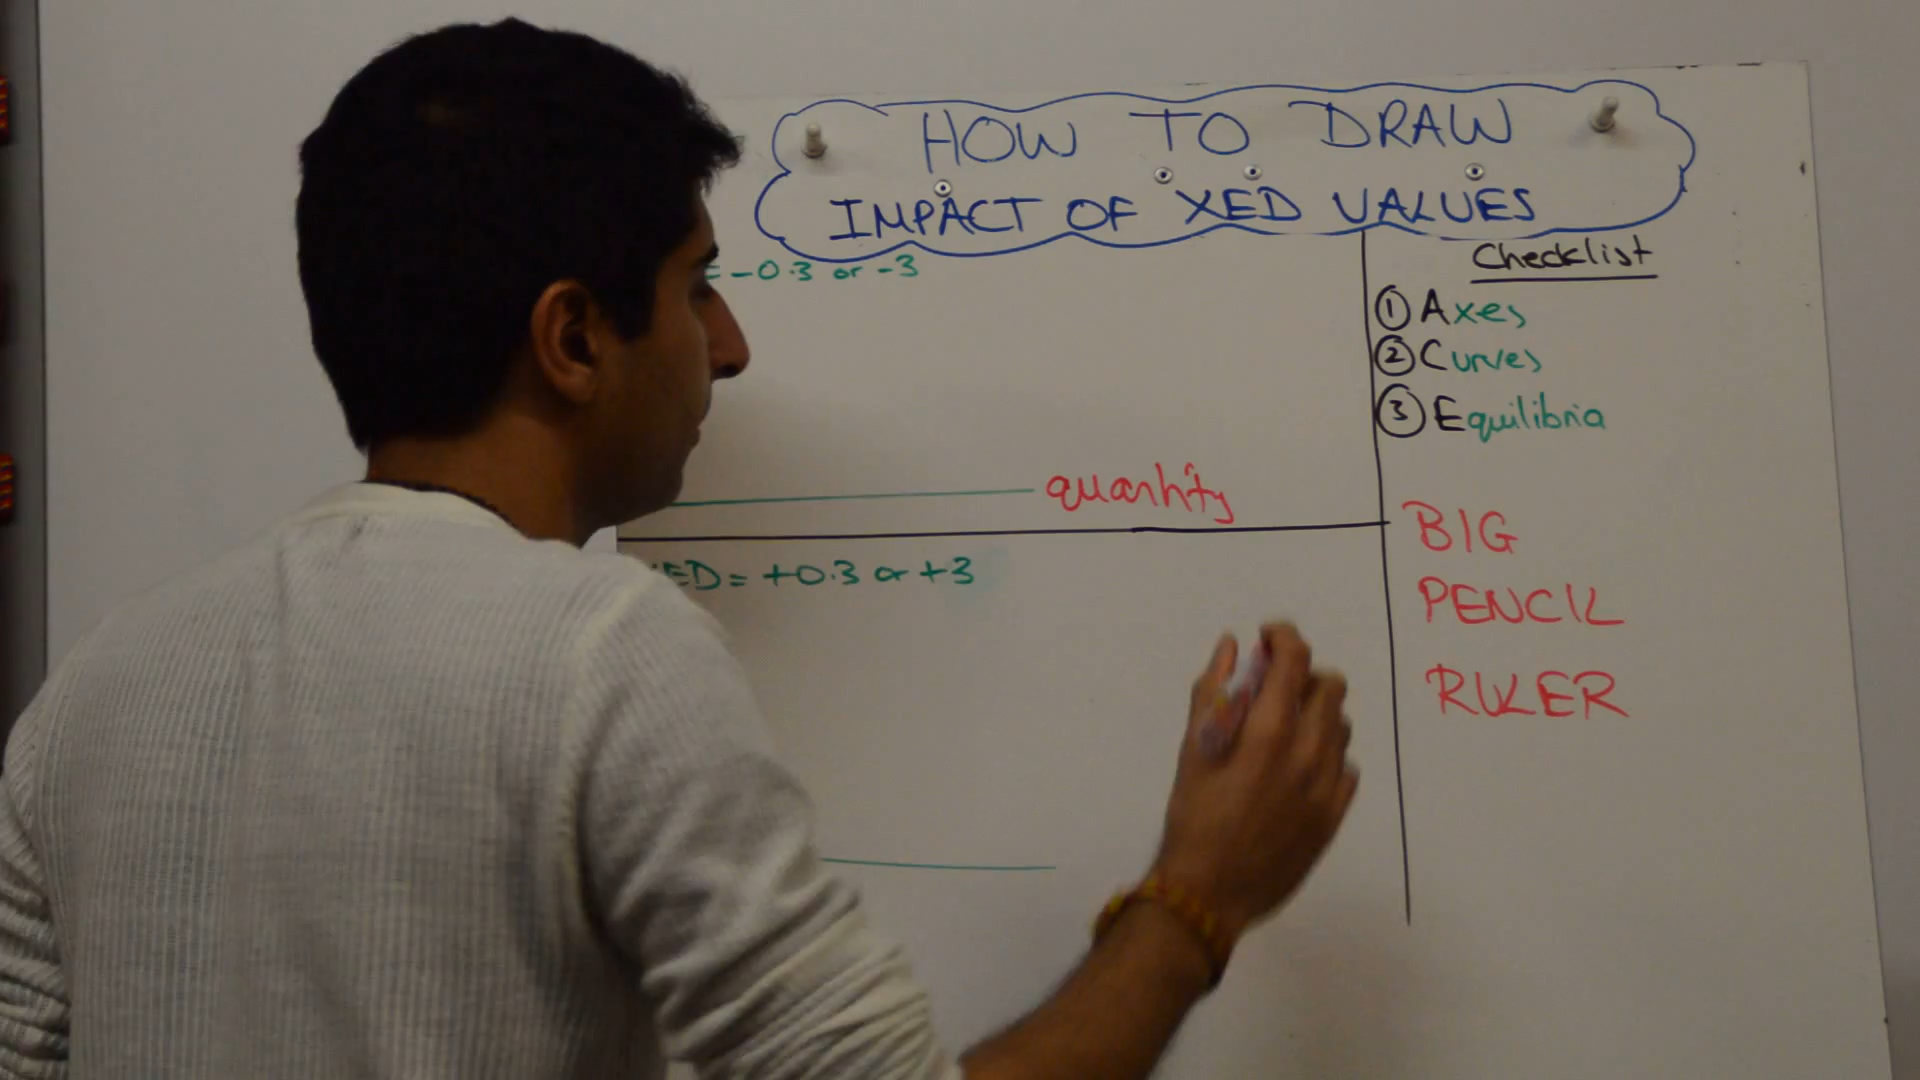 HOW TO DRAW
IMPACT OF XED VALUES
= -0.3 or -3
quantity
XED = +0.3 or +3
Checklist
① Axes
② Curves
③ Equilibria
BIG
PENCIL
RULER